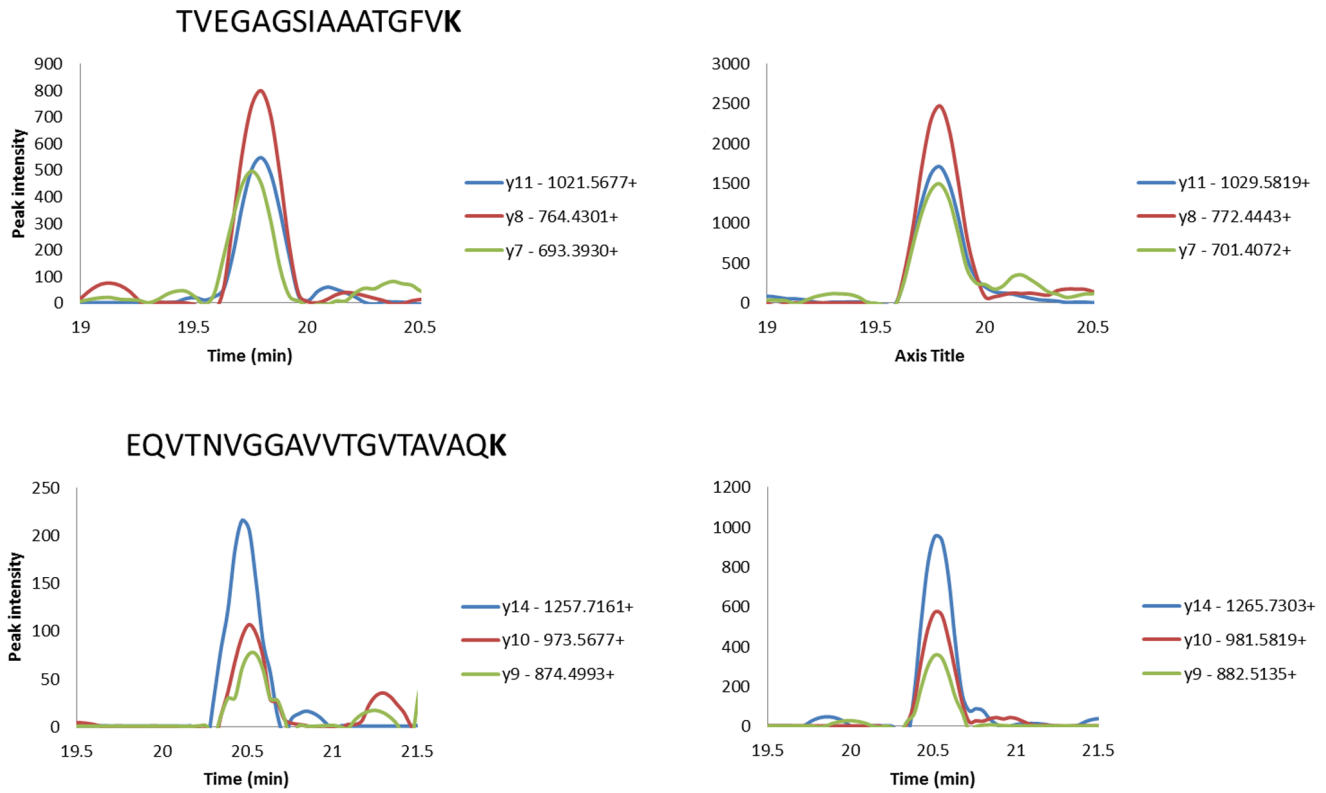 TVEGAGSIAAATGFVK
Peak intensity
900
800
700
600
500
400
300
200
100
0
19
19.5
20
20.5
Time (min)
y11 - 1021.5677+
y8 - 764.4301+
y7 - 693.3930+
3000
2500
2000
1500
1000
500
0
19
19.5
20
20.5
Axis Title
y11 - 1029.5819+
y8 - 772.4443+
y7 - 701.4072+
EQVTNVGGAVVTGVTAVAQK
Peak intensity
250
200
150
100
50
0
19.5
20
20.5
21
21.5
Time (min)
y14 - 1257.7161+
y10 - 973.5677+
y9 - 874.4993+
1200
1000
800
600
400
200
0
19.5
20
20.5
21
21.5
Time (min)
y14 - 1265.7303+
y10 - 981.5819+
y9 - 882.5135+